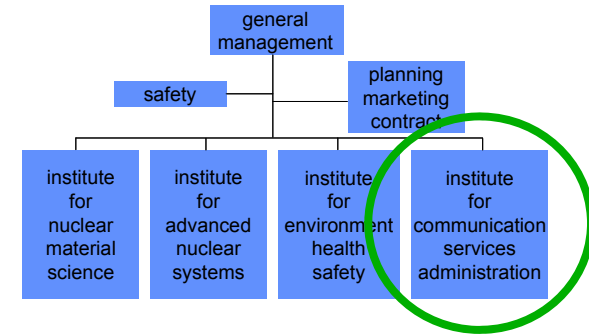 general
management
safety
planning
marketing
contract
institute
for
nuclear
material
science
institute
for
advanced
nuclear
systems
institute
for
environment
health
safety
institute
for
communication
services
administration